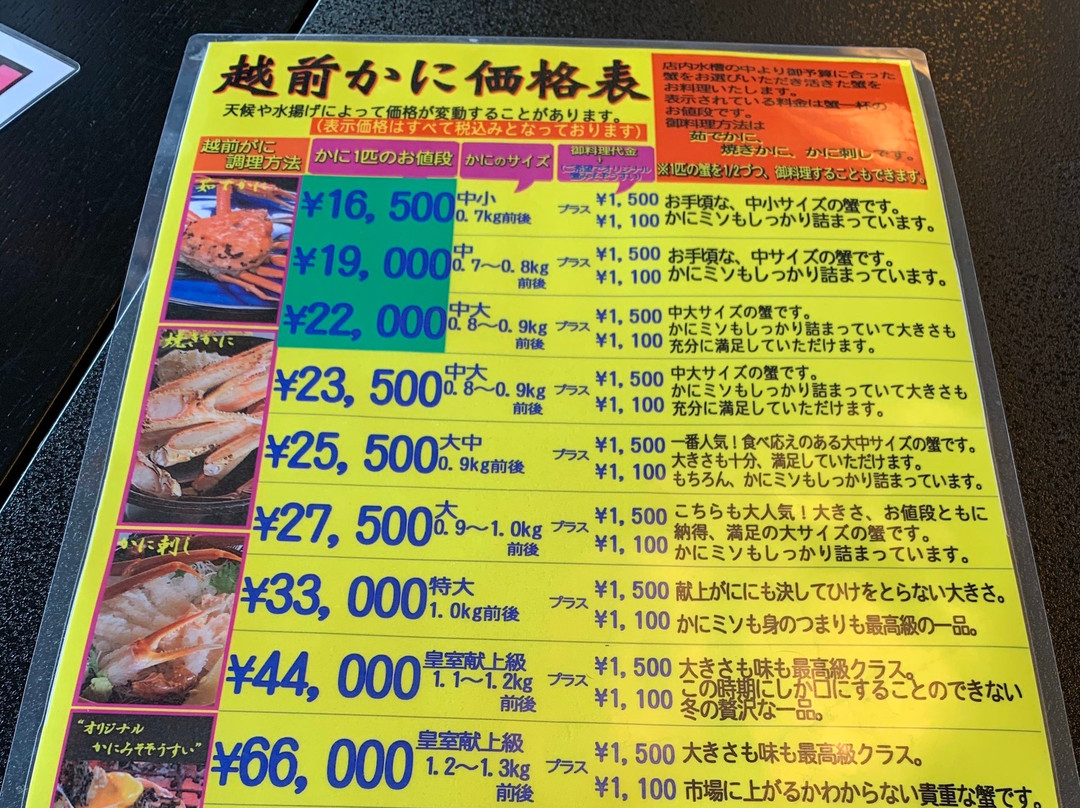 越前かに価格表
天候や水揚げによって価格が変動することがあります。
(表示価格はすべて税込みとなっております)
店内水槽の中より御予算に合った
蟹をお選びいただき活きた蟹を
お料理いたします。
表示されている料金は蟹一杯の
お値段です。
御料理方法は
茹でかに、
焼きかに、かに刺しです。
※1匹の蟹を1/2づつ、御料理することもできます。
越前がに
調理方法
かに1匹のお値段
かにのサイズ
御料理代金
茹でかに
¥16,500 中小 0.7kg前後 プラス ¥1,500 ¥1,100
お手頃な、中小サイズの蟹です。
かにミソもしっかり詰まっています。
¥19,000 中 0.7〜0.8kg前後 プラス ¥1,500 ¥1,100
お手頃な、中サイズの蟹です。
かにミソもしっかり詰まっています。
¥22,000 中大 0.8〜0.9kg前後 プラス ¥1,500 ¥1,100
中大サイズの蟹です。
かにミソもしっかり詰まっていて大きさも
充分に満足していただけます。
焼きかに
¥23,500 中大 0.8〜0.9kg前後 プラス ¥1,500 ¥1,100
中大サイズの蟹です。
かにミソもしっかり詰まっていて大きさも
充分に満足していただけます。
¥25,500 大中 0.9kg前後 プラス ¥1,500 ¥1,100
一番人気！食べ応えのある大中サイズの蟹です。
大きさも十分、満足していただけます。
もちろん、かにミソもしっかり詰まっています。
¥27,500 大 0.9〜1.0kg前後 プラス ¥1,500 ¥1,100
こちらも大人気！大きさ、お値段ともに
納得、満足の大サイズの蟹です。
かにミソもしっかり詰まっています。
かに刺し
¥33,000 特大 1.0kg前後 プラス ¥1,500 ¥1,100
献上がににも決してひけをとらない大きさ。
かにミソも身のつまりも最高級の一品。
¥44,000 皇室献上級 1.1〜1.2kg前後 プラス ¥1,500 ¥1,100
大きさも味も最高級クラス。
この時期にしか口にすることのできない
冬の贅沢な一品。
"オリジナル
かにみそぞうすい"
¥66,000 皇室献上級 1.2〜1.3kg前後 プラス ¥1,500 ¥1,100
大きさも味も最高級クラス。
市場に上がるかわからない貴重な蟹です。